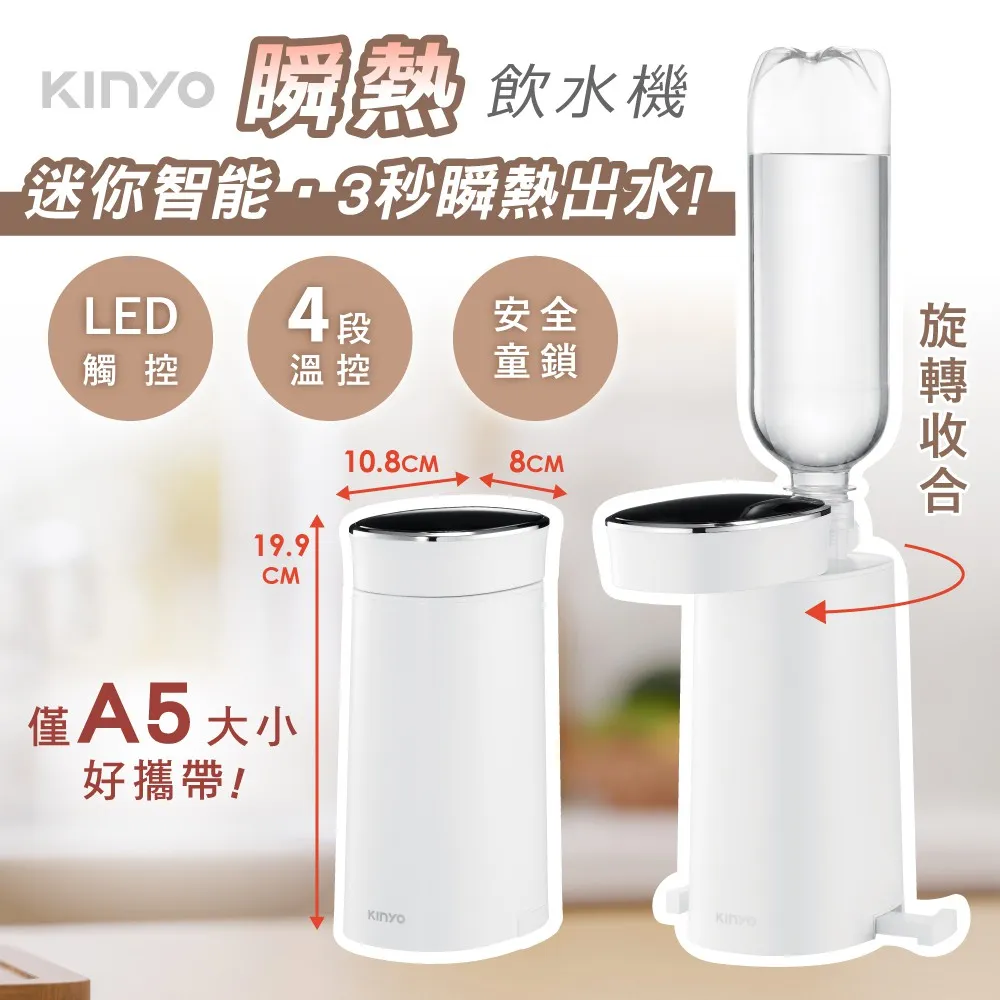 KINYO 瞬熱 飲水機
迷你智能・3秒瞬熱出水!
LED
觸控
4段
溫控
安全
童鎖
旋轉收合
10.8CM
8CM
19.9
CM
僅A5大小
好攜帶!
KINYO
KINYO